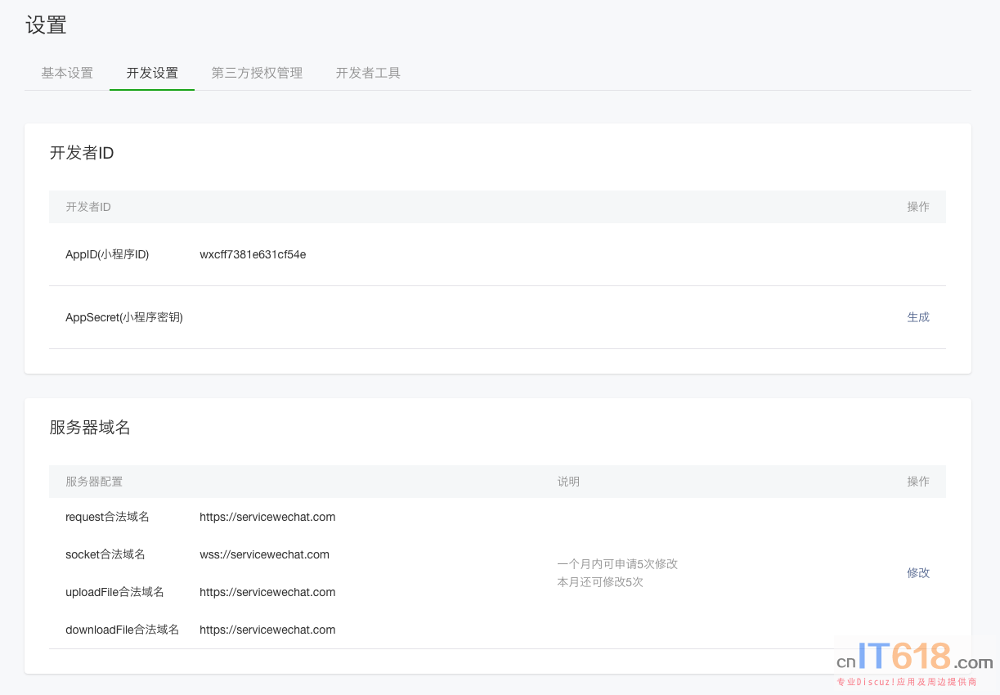 设置
基本设置 开发设置 第三方授权管理 开发者工具
开发者ID
开发者ID 操作
AppID(小程序ID) wxcff7381e631cf54e
AppSecret(小程序密钥) 生成
服务器域名
服务器配置 说明 操作
request合法域名 https://servicewechat.com
socket合法域名 wss://servicewechat.com
一个月内可申请5次修改
本月还可修改5次
修改
uploadFile合法域名 https://servicewechat.com
downloadFile合法域名 https://servicewechat.com
cnIT618.com
专业Discuz!应用及周边提供商